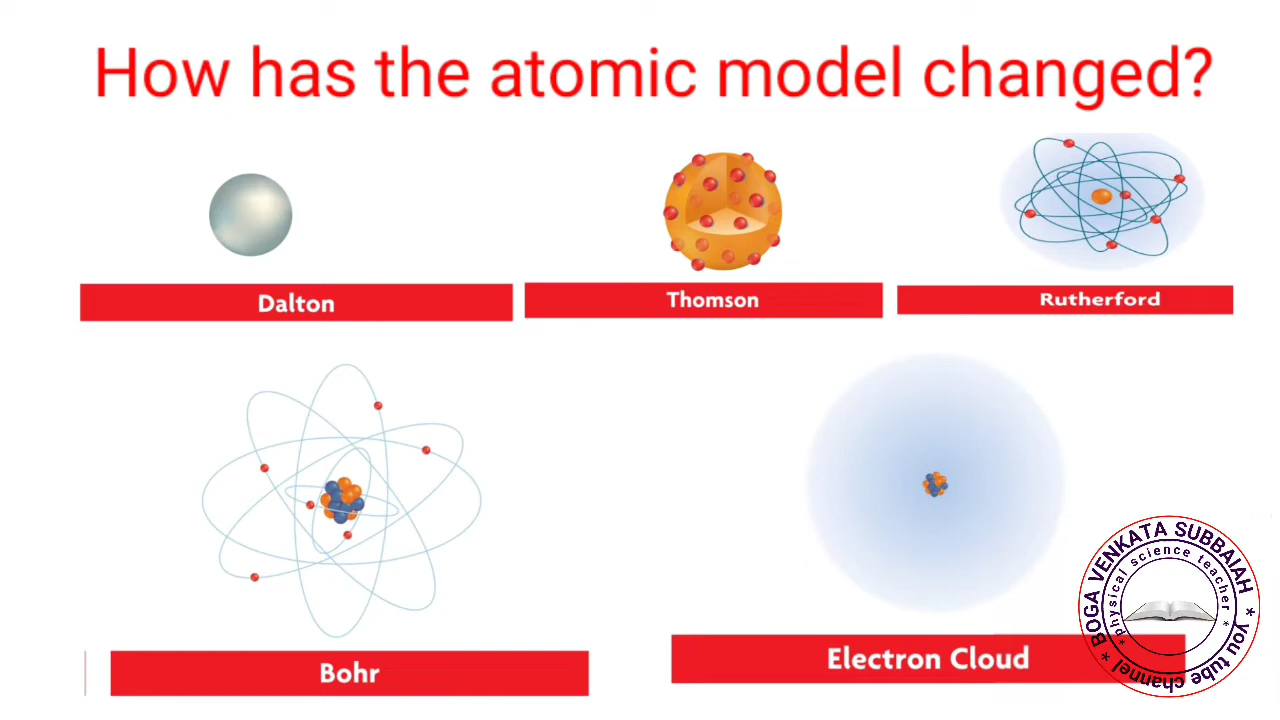 How has the atomic model changed?
Dalton
Thomson
Rutherford
Bohr
Electron Cloud
* BOGA VENKATA SUBBAIAH * you tube channel
* physical science teacher *